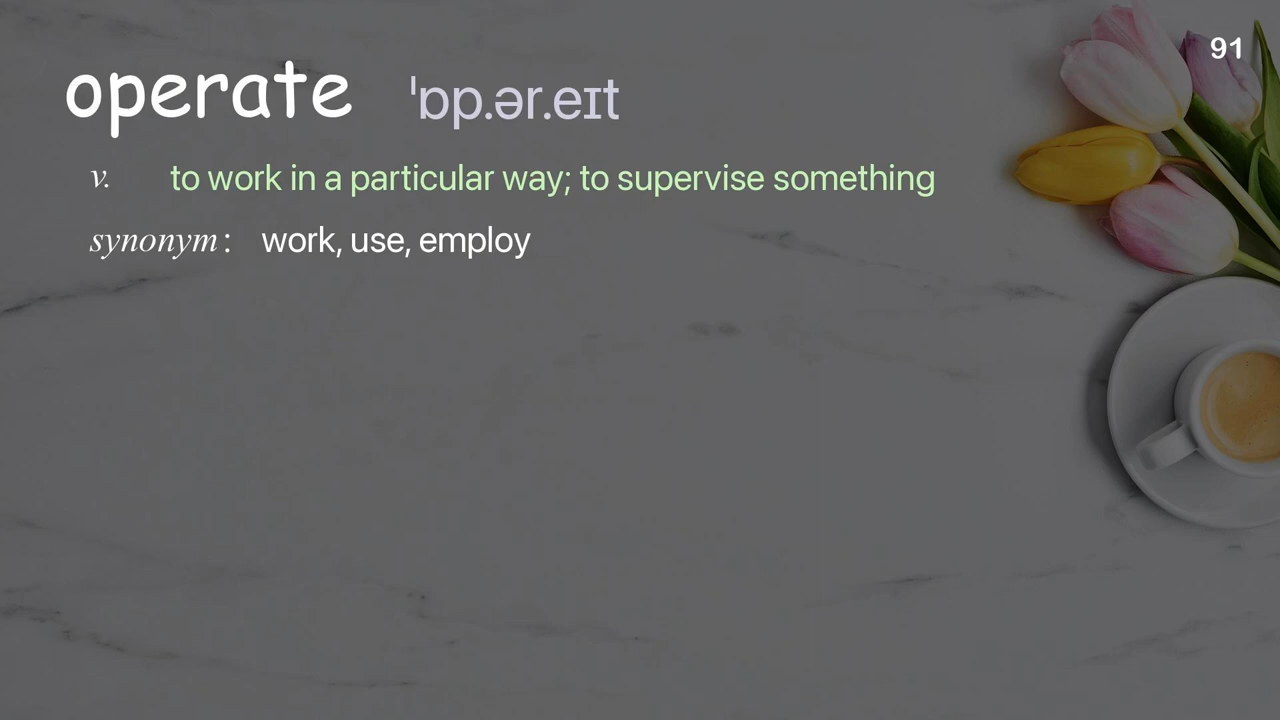 91
operate ˈɒp.ər.eɪt
v. to work in a particular way; to supervise something
synonym: work, use, employ